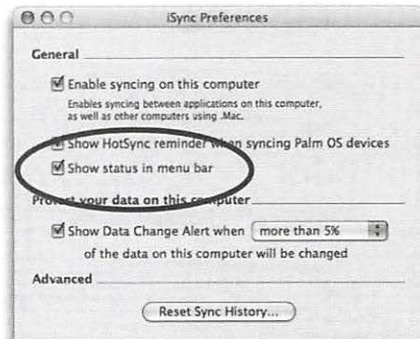 iSync Preferences
General
Enable syncing on this computer
Enables syncing between applications on this computer,
as well as other computers using .Mac.
Show HotSync reminder when syncing Palm OS devices
Show status in menu bar
Protect your data on this computer
Show Data Change Alert when more than 5%
of the data on this computer will be changed
Advanced
Reset Sync History...